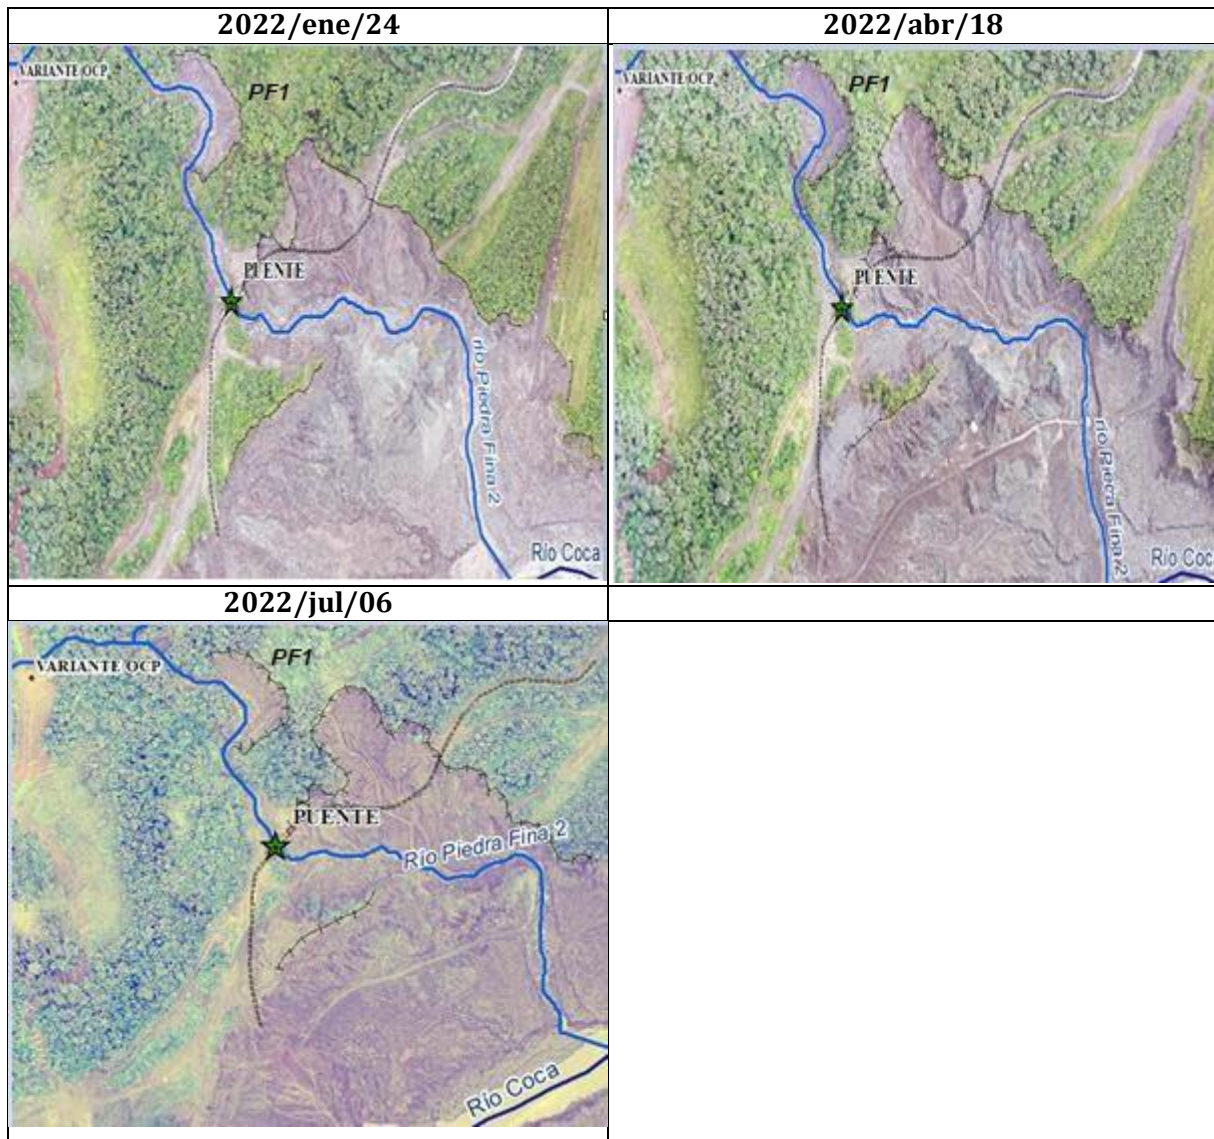 2022/ene/24
2022/abr/18
VARIANTE OCP
PF1
PUENTE
río Piedra Fina 2
Río Coca
VARIANTE OCP
PF1
PUENTE
río Piedra Fina 2
Río Coca
2022/jul/06
VARIANTE OCP
PF1
PUENTE
Río Piedra Fina 2
Río Coca